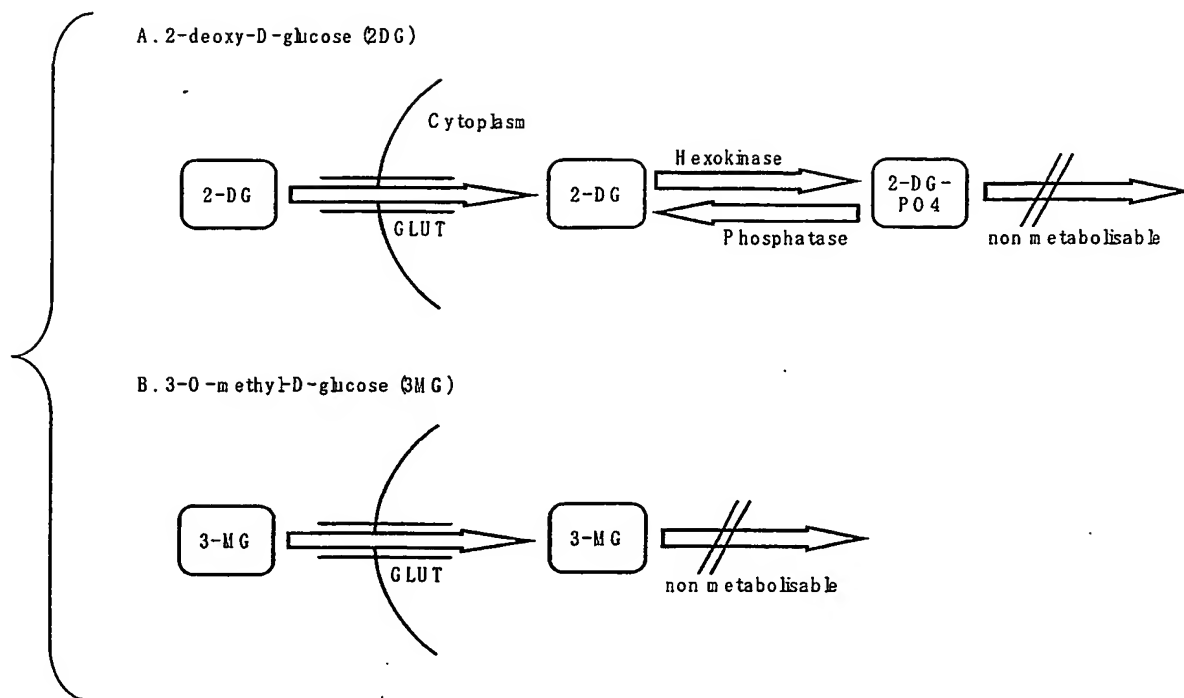 A. 2-deoxy-D-glucose (2DG)
Cytoplasm
2-DG
GLUT
2-DG
Hexokinase
Phosphatase
2-DG-
PO4
non metabolisable
B. 3-O-methyl-D-glucose (3MG)
3-MG
GLUT
3-MG
non metabolisable